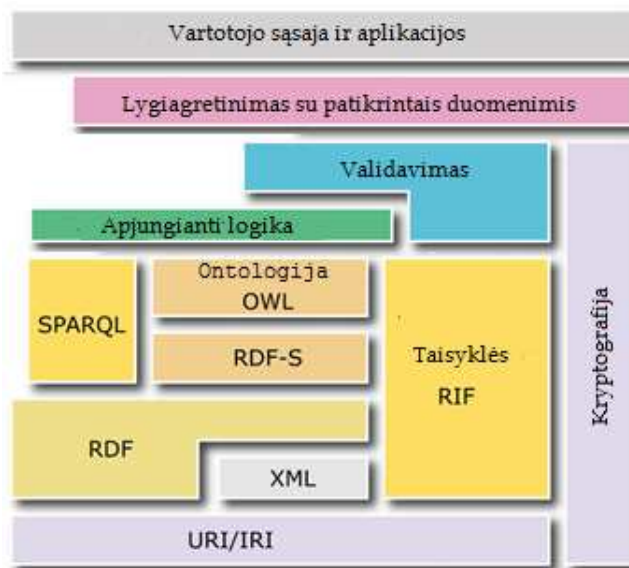 Vartotojo sąsaja ir aplikacijos
Lygiagretinimas su patikrintais duomenimis
Validavimas
Apjungianti logika
Ontologija
OWL
SPARQL
RDF-S
Taisyklės
RIF
RDF
XML
URI/IRI
Kryptografija